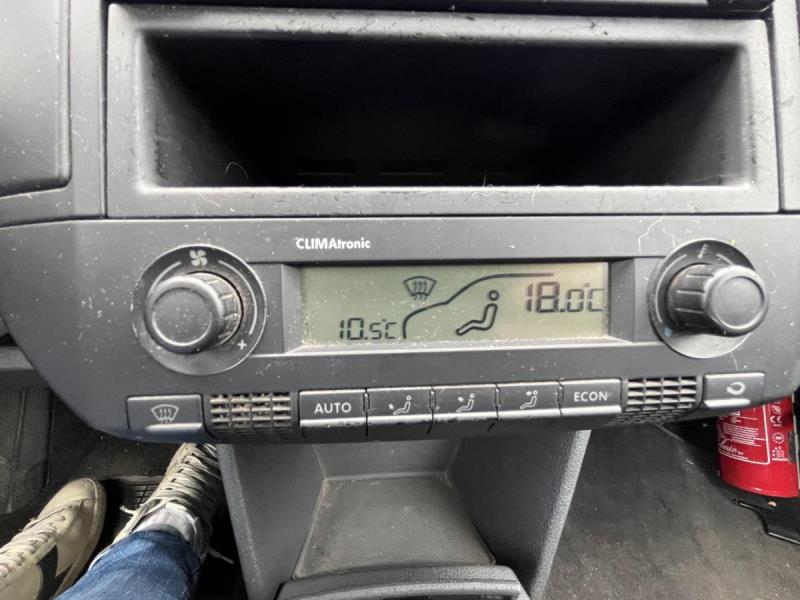 CLIMAtronic
10.5°C
18.0°C
+
AUTO
ECON